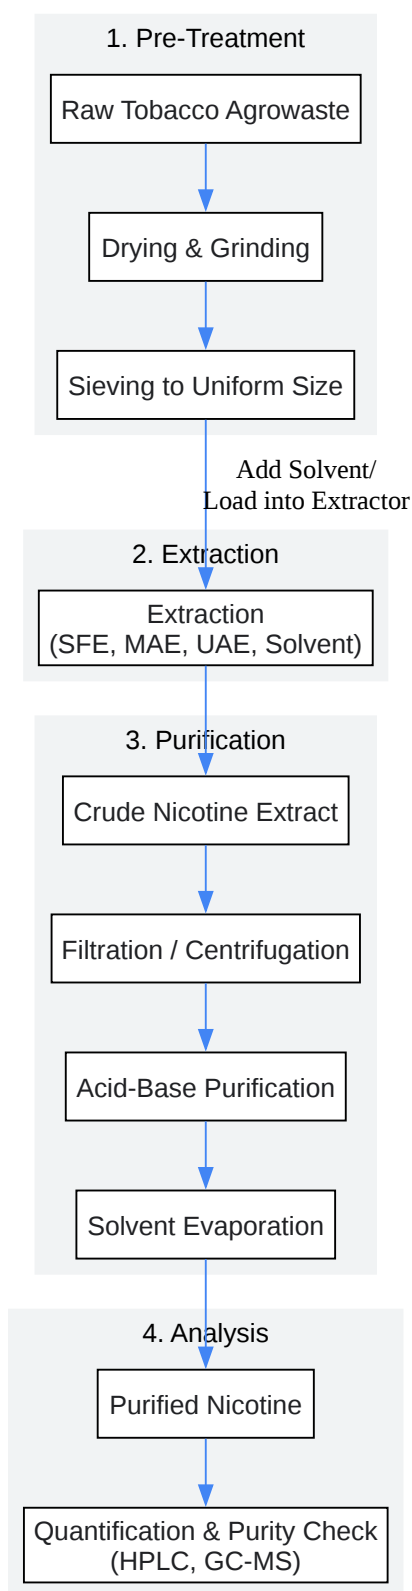 1. Pre-Treatment
Raw Tobacco Agrowaste
Drying & Grinding
Sieving to Uniform Size
Add Solvent/
Load into Extractor
2. Extraction
Extraction
(SFE, MAE, UAE, Solvent)
3. Purification
Crude Nicotine Extract
Filtration / Centrifugation
Acid-Base Purification
Solvent Evaporation
4. Analysis
Purified Nicotine
Quantification & Purity Check
(HPLC, GC-MS)